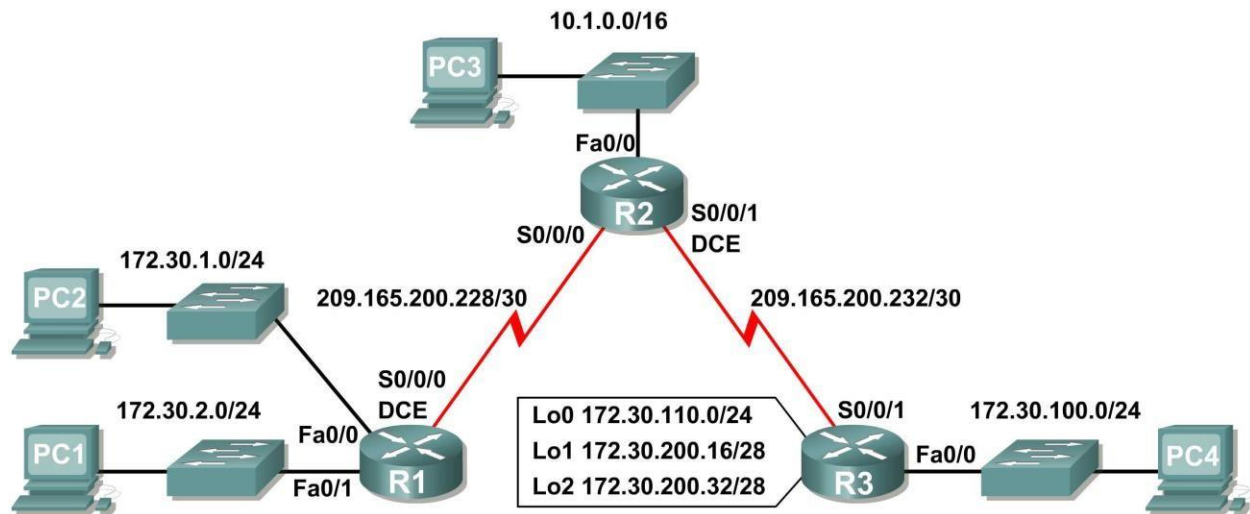 10.1.0.0/16
PC3
Fa0/0
R2
S0/0/1
DCE
S0/0/0
172.30.1.0/24
PC2
209.165.200.228/30
209.165.200.232/30
S0/0/0
DCE
172.30.2.0/24
Fa0/0
PC1
Fa0/1
R1
Lo0 172.30.110.0/24
Lo1 172.30.200.16/28
Lo2 172.30.200.32/28
S0/0/1
172.30.100.0/24
Fa0/0
R3
PC4